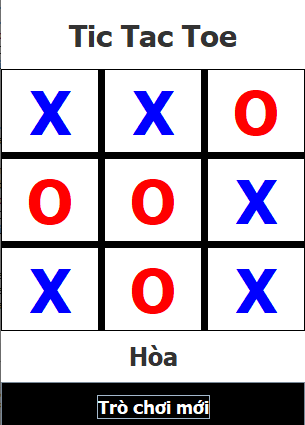 Tic Tac Toe
X X O
O O X
X O X
Hòa
Trò chơi mới